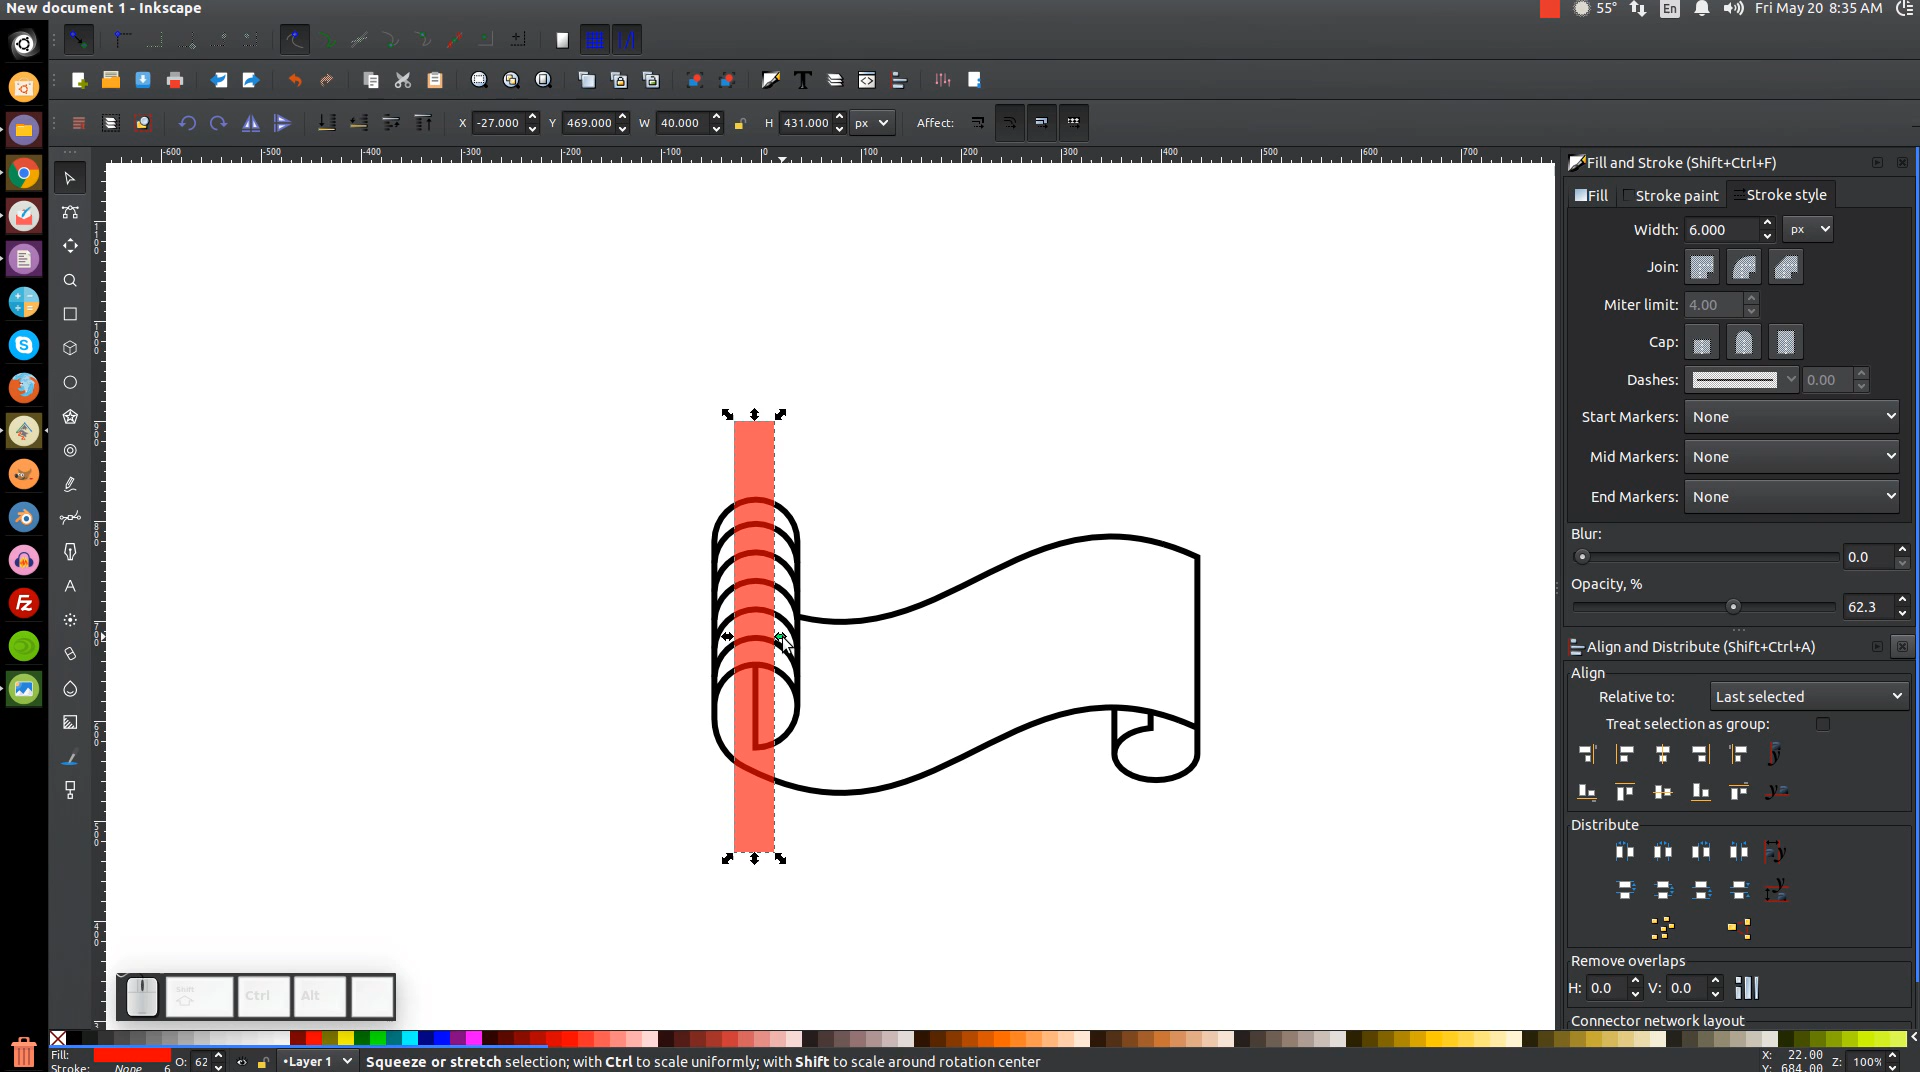 New document 1 - Inkscape
55° En Fri May 20 8:35 AM
X -27.000 Y 469.000 W 40.000 H 431.000 px Affect:
-600 -500 -400 -300 -200 -100 0 100 200 300 400 500 600 700
Fill and Stroke (Shift+Ctrl+F)
Fill Stroke paint Stroke style
Width: 6.000 px
Join:
Miter limit: 4.00
Cap:
Dashes: 0.00
Start Markers: None
Mid Markers: None
End Markers: None
Blur:
0.0
Opacity, %
62.3
Align and Distribute (Shift+Ctrl+A)
Align
Relative to: Last selected
Treat selection as group:
Distribute
Remove overlaps
H: 0.0 V: 0.0
Connector network layout
Shift Ctrl Alt
Fill: O: 62 •Layer 1 Squeeze or stretch selection; with Ctrl to scale uniformly; with Shift to scale around rotation center X: 22.00 Z: 100%
Stroke: None 6 Y: 684.00